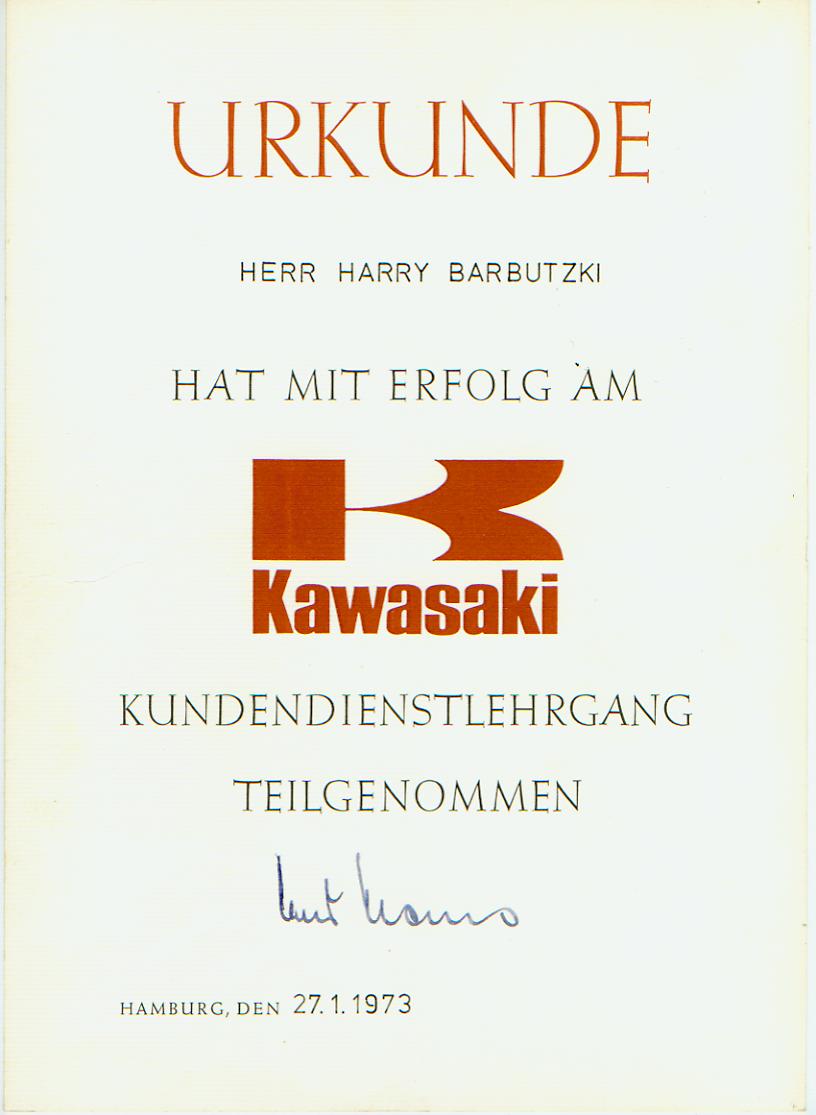 URKUNDE
HERR HARRY BARBUTZKI
HAT MIT ERFOLG AM
Kawasaki
KUNDENDIENSTLEHRGANG
TEILGENOMMEN
HAMBURG, DEN 27.1.1973